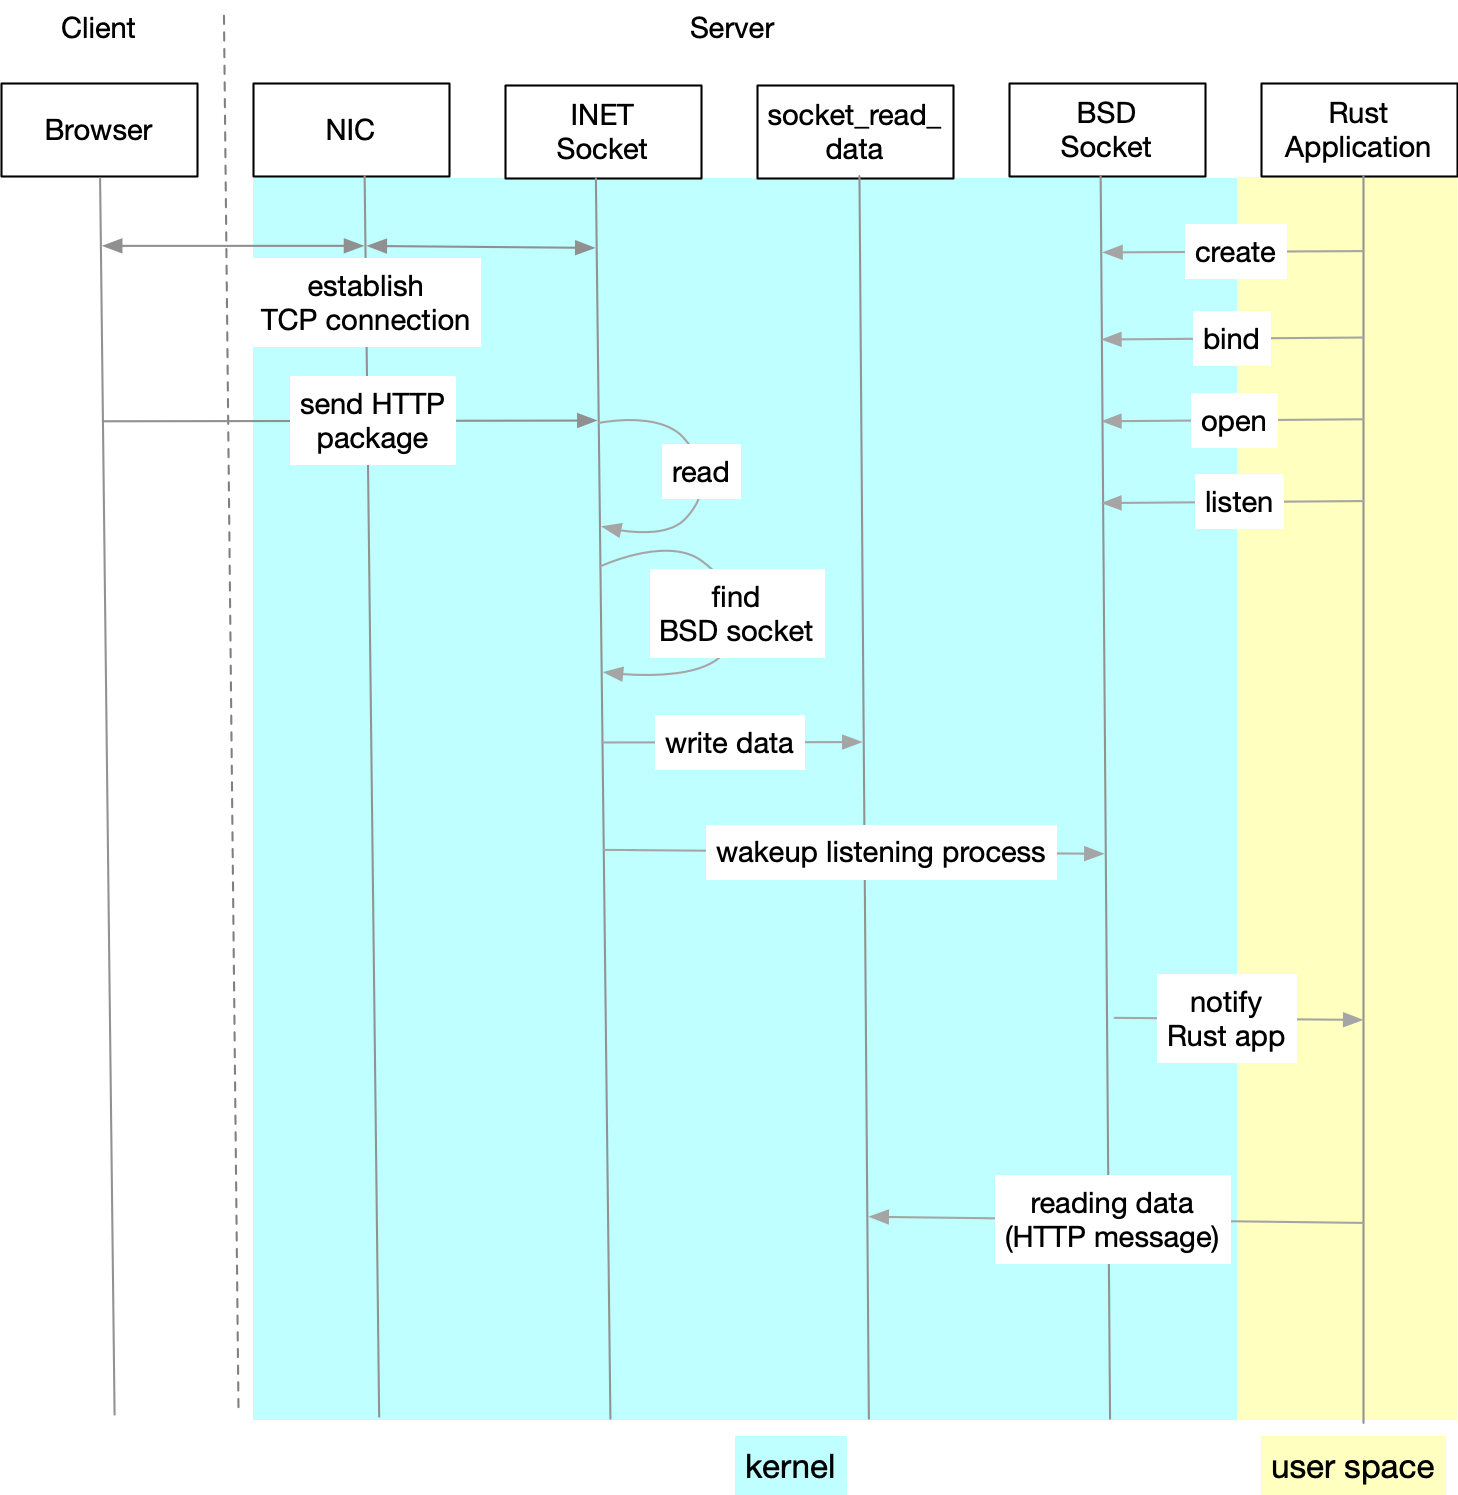 Client
Server
Browser
NIC
INET
Socket
socket_read_
data
BSD
Socket
Rust
Application
create
establish
TCP connection
bind
send HTTP
package
open
read
listen
find
BSD socket
write data
wakeup listening process
notify
Rust app
reading data
(HTTP message)
kernel
user space